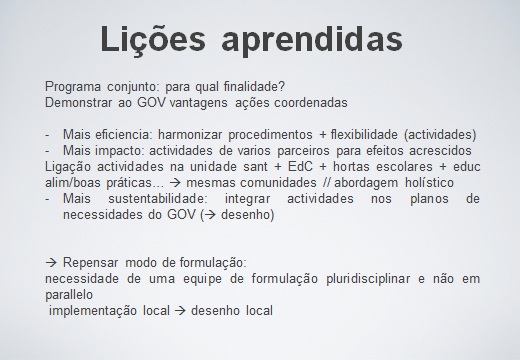 Lições aprendidas
Programa conjunto: para qual finalidade?
Demonstrar ao GOV vantagens ações coordenadas
- Mais eficiencia: harmonizar procedimentos + flexibilidade (actividades)
- Mais impacto: actividades de varios parceiros para efeitos acrescidos
Ligação actividades na unidade sant + EdC + hortas escolares + educ
alim/boas práticas... → mesmas comunidades // abordagem holístico
- Mais sustentabilidade: integrar actividades nos planos de
necessidades do GOV (→ desenho)
→ Repensar modo de formulação:
necessidade de uma equipe de formulação pluridisciplinar e não em
parallelo
implementação local → desenho local